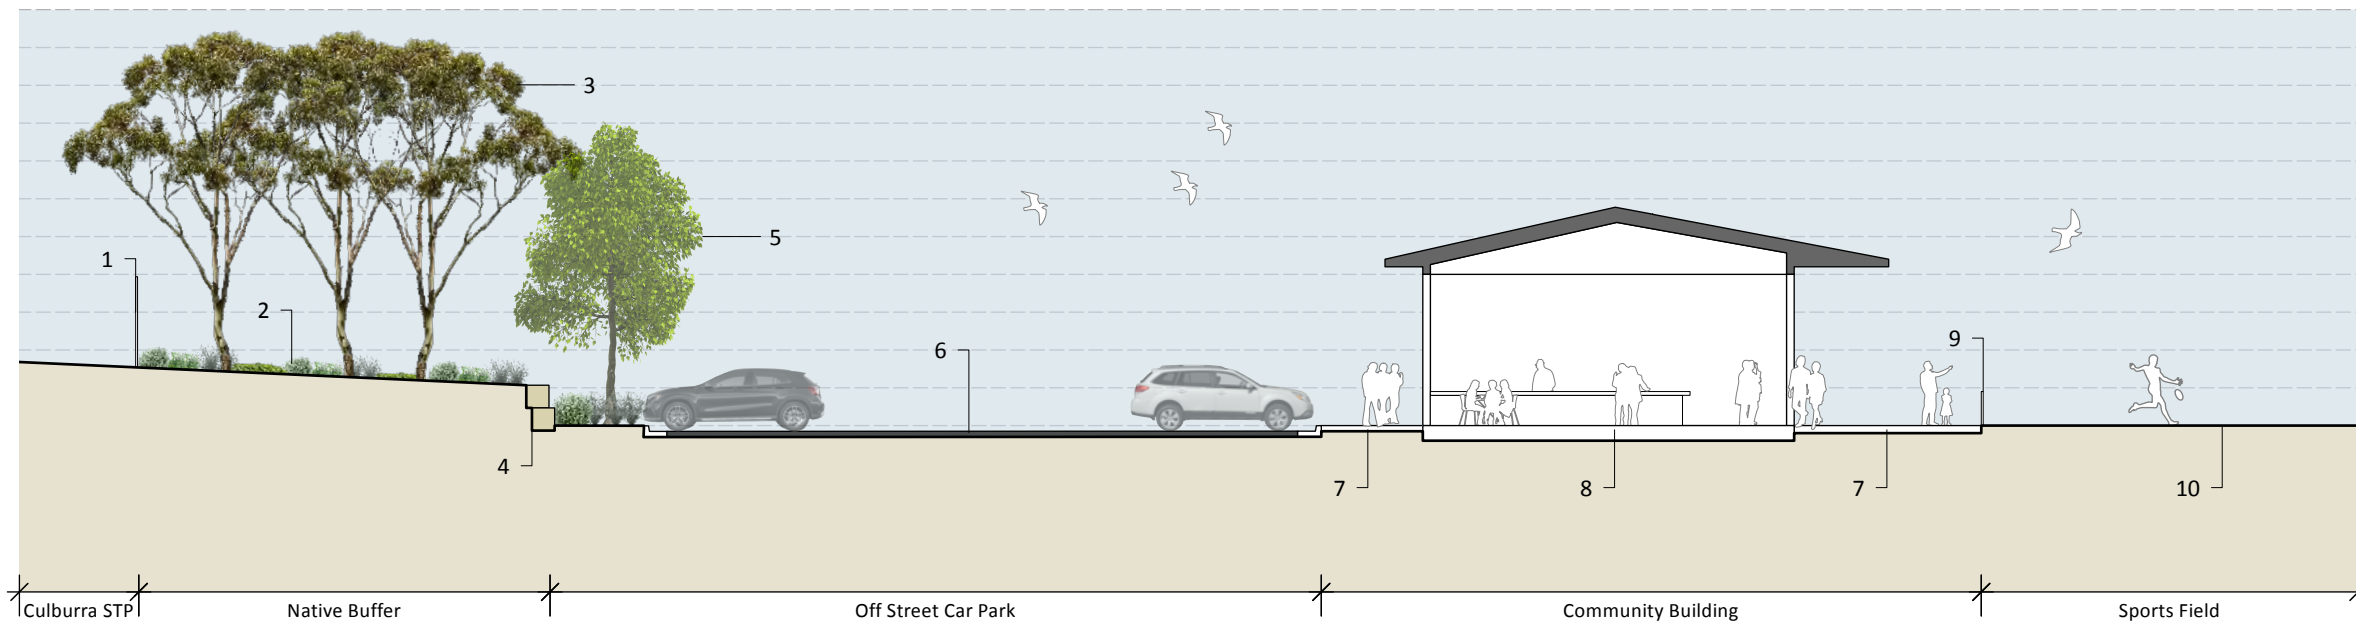 3
5
1
2
6
9
4
7
8
7
10
Culburra STP
Native Buffer
Off Street Car Park
Community Building
Sports Field